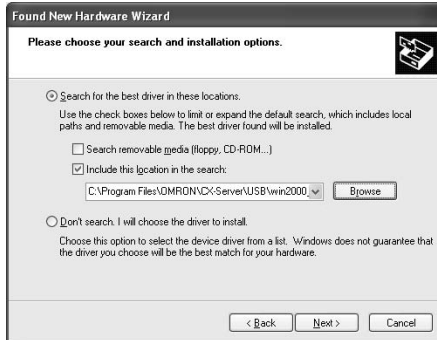 Found New Hardware Wizard
Please choose your search and installation options.
Search for the best driver in these locations.
Use the check boxes below to limit or expand the default search, which includes local
paths and removable media. The best driver found will be installed.
Search removable media (floppy, CD-ROM...)
Include this location in the search:
C:\Program Files\OMRON\CX-Server\USB\win2000_
Browse
Don't search. I will choose the driver to install.
Choose this option to select the device driver from a list. Windows does not guarantee that
the driver you choose will be the best match for your hardware.
< Back
Next >
Cancel